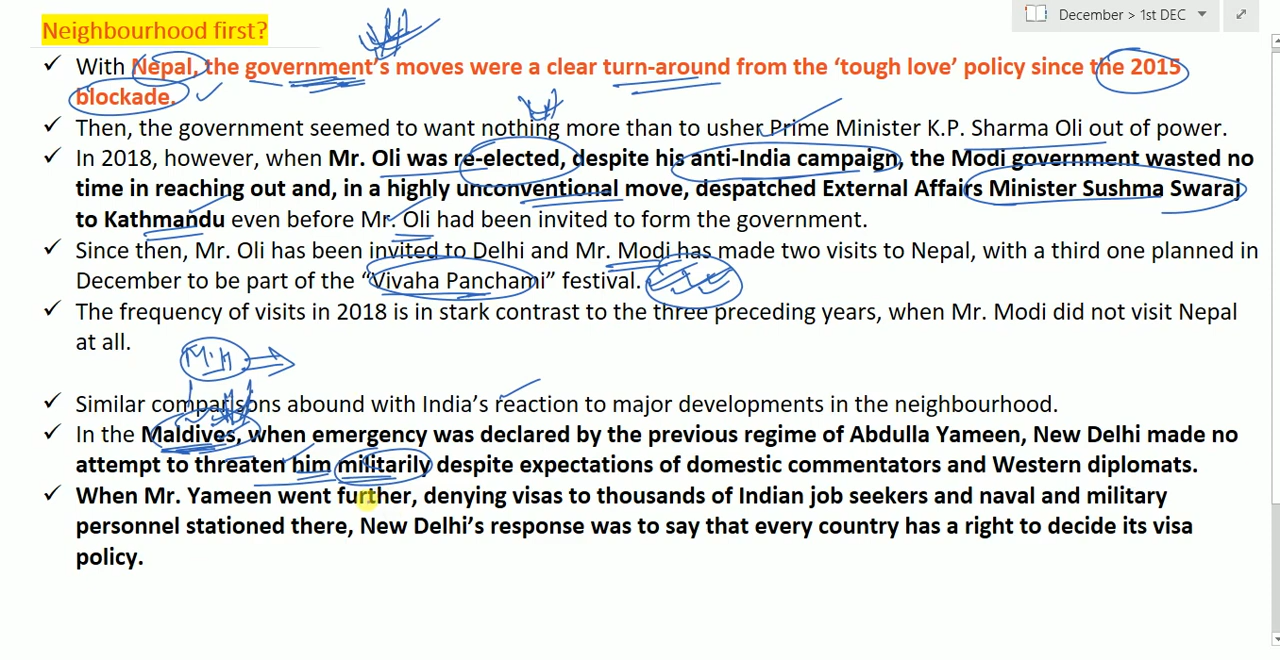 December > 1st DEC
Neighbourhood first?
✓ With Nepal, the government's moves were a clear turn-around from the ‘tough love’ policy since the 2015
blockade.
✓ Then, the government seemed to want nothing more than to usher Prime Minister K.P. Sharma Oli out of power.
✓ In 2018, however, when Mr. Oli was re-elected, despite his anti-India campaign, the Modi government wasted no
time in reaching out and, in a highly unconventional move, despatched External Affairs Minister Sushma Swaraj
to Kathmandu even before Mr. Oli had been invited to form the government.
✓ Since then, Mr. Oli has been invited to Delhi and Mr. Modi has made two visits to Nepal, with a third one planned in
December to be part of the “Vivaha Panchami” festival.
✓ The frequency of visits in 2018 is in stark contrast to the three preceding years, when Mr. Modi did not visit Nepal
at all.
✓ Similar comparisons abound with India's reaction to major developments in the neighbourhood.
✓ In the Maldives, when emergency was declared by the previous regime of Abdulla Yameen, New Delhi made no
attempt to threaten him militarily despite expectations of domestic commentators and Western diplomats.
✓ When Mr. Yameen went further, denying visas to thousands of Indian job seekers and naval and military
personnel stationed there, New Delhi's response was to say that every country has a right to decide its visa
policy.